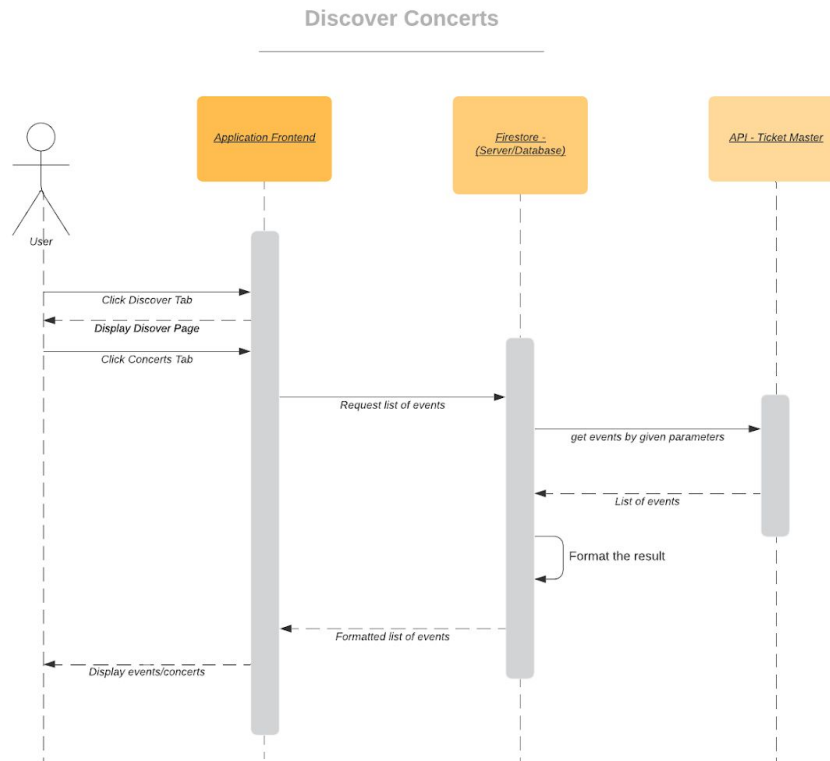 Discover Concerts
Application Frontend
Firestore -
(Server/Database)
API - Ticket Master
User
Click Discover Tab
Display Disover Page
Click Concerts Tab
Request list of events
get events by given parameters
List of events
Format the result
Formatted list of events
Display events/concerts